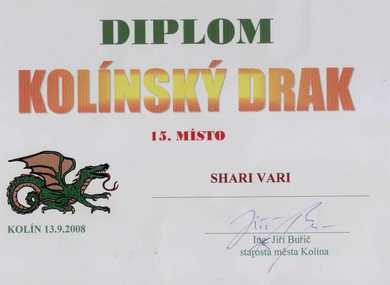 DIPLOM
KOLÍNSKÝ DRAK
15. MÍSTO
SHARI VARI
KOLÍN 13.9.2008
Ing. Jiří Buřič
starosta města Kolína